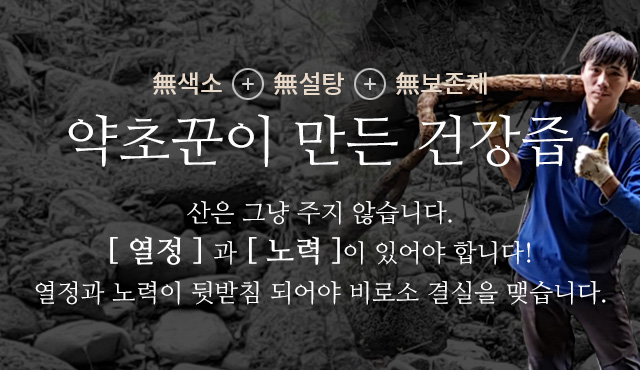 無색소 + 無설탕 + 無보존제
약초꾼이 만든 건강즙
산은 그냥 주지 않습니다.
[ 열정 ] 과 [ 노력 ]이 있어야 합니다!
열정과 노력이 뒷받침 되어야 비로소 결실을 맺습니다.